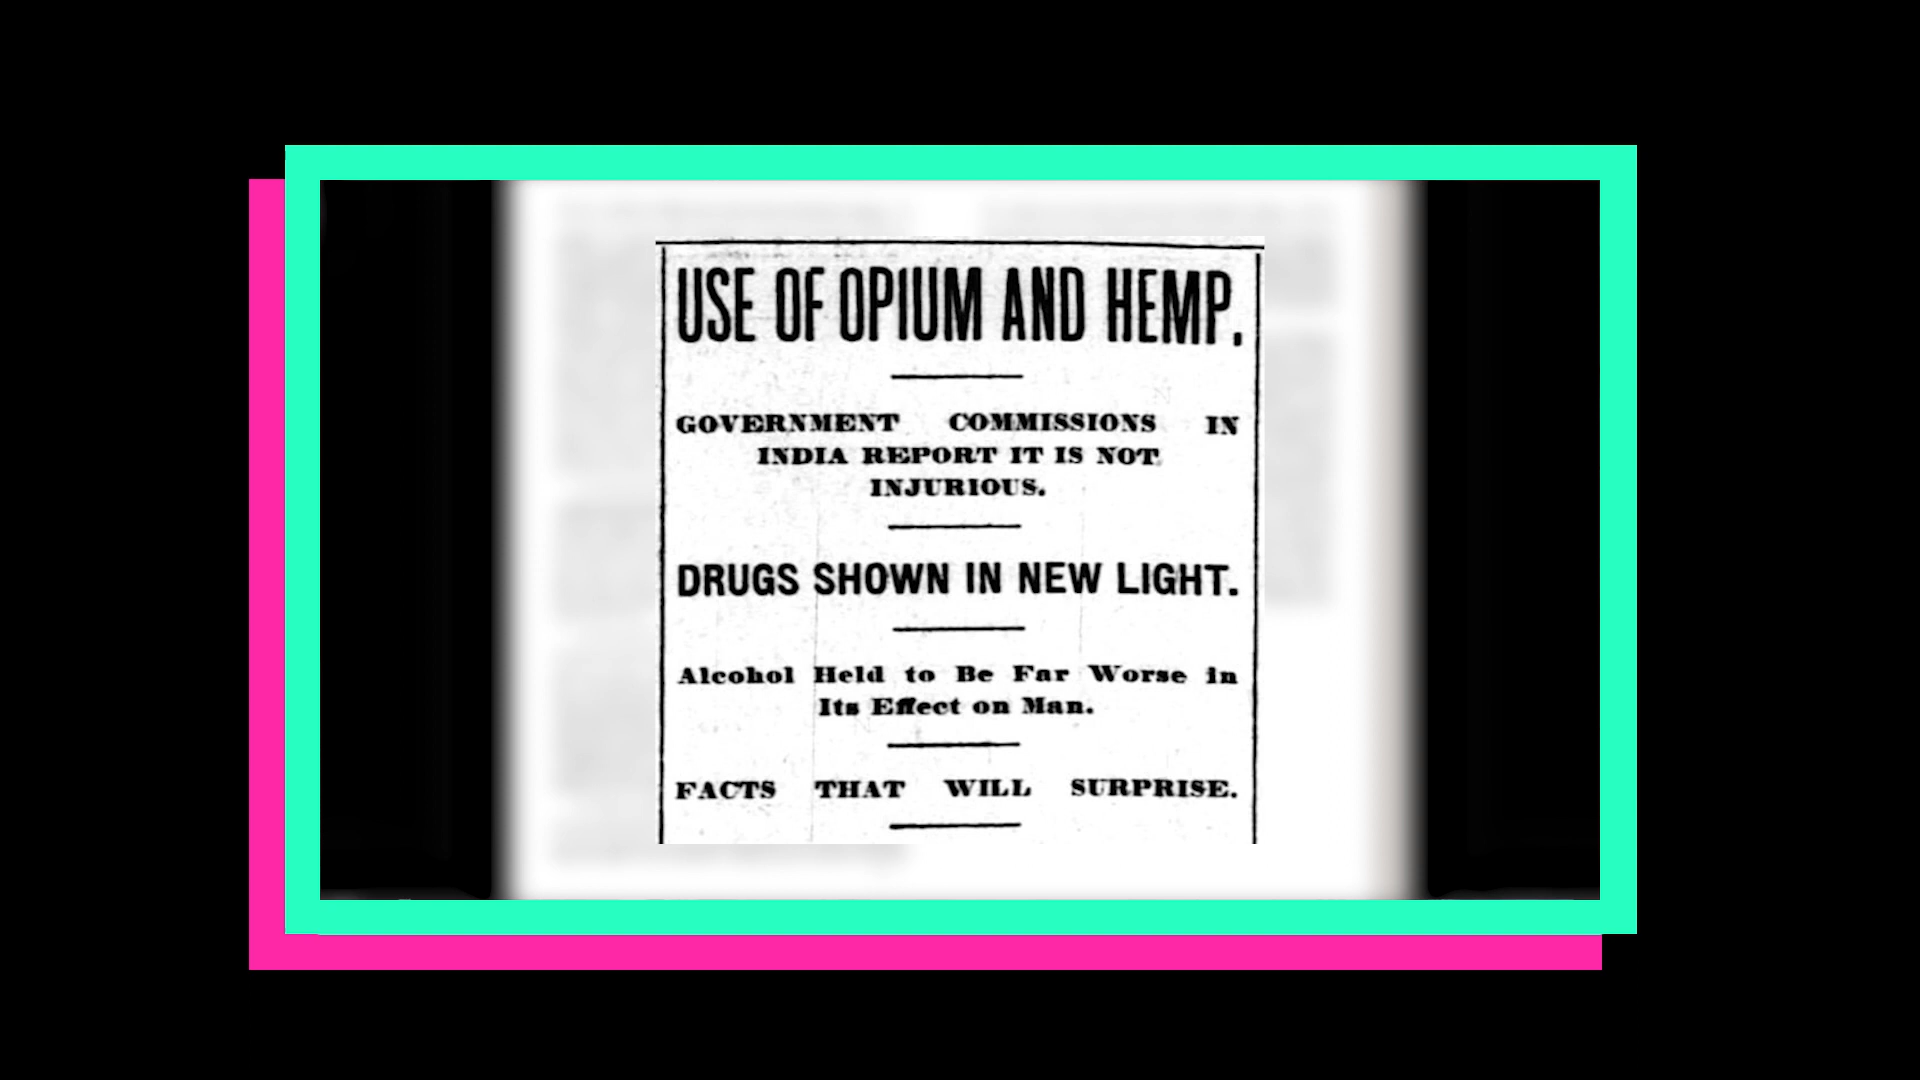 USE OF OPIUM AND HEMP.
GOVERNMENT COMMISSIONS IN
INDIA REPORT IT IS NOT
INJURIOUS.
DRUGS SHOWN IN NEW LIGHT.
Alcohol Held to Be Far Worse in
Its Effect on Man.
FACTS THAT WILL SURPRISE.